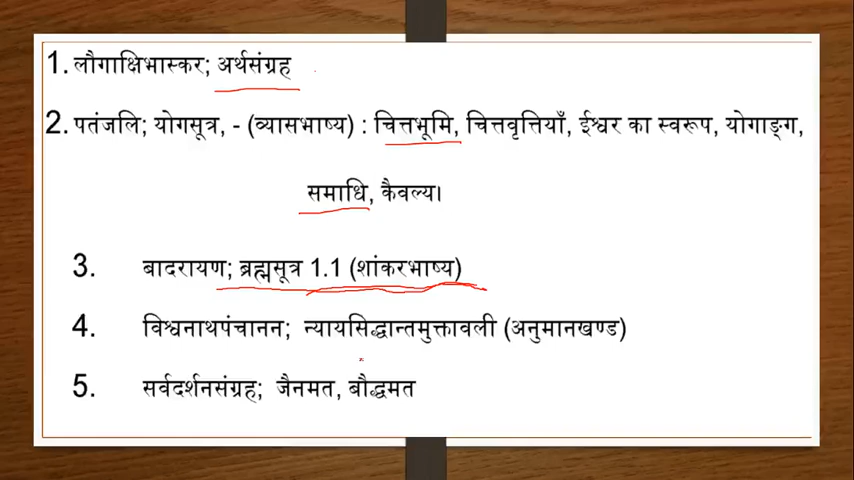 1. लौगाक्षिभास्कर; अर्थसंग्रह
2. पतंजलि; योगसूत्र, - (व्यासभाष्य) : चित्तभूमि, चित्तवृत्तियाँ, ईश्वर का स्वरूप, योगाङ्ग,
समाधि, कैवल्य।
3. बादरायण; ब्रह्मसूत्र 1.1 (शांकरभाष्य)
4. विश्वनाथपंचानन; न्यायसिद्धान्तमुक्तावली (अनुमानखण्ड)
5. सर्वदर्शनसंग्रह; जैनमत, बौद्धमत